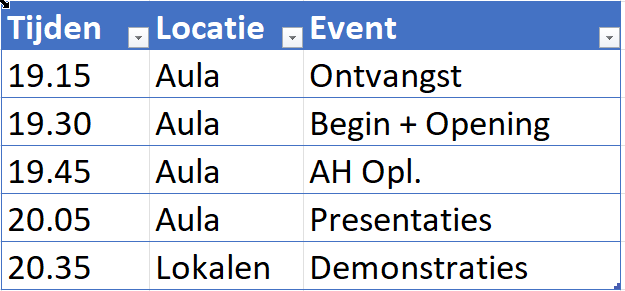 Tijden Locatie Event
19.15 Aula Ontvangst
19.30 Aula Begin + Opening
19.45 Aula AH Opl.
20.05 Aula Presentaties
20.35 Lokalen Demonstraties